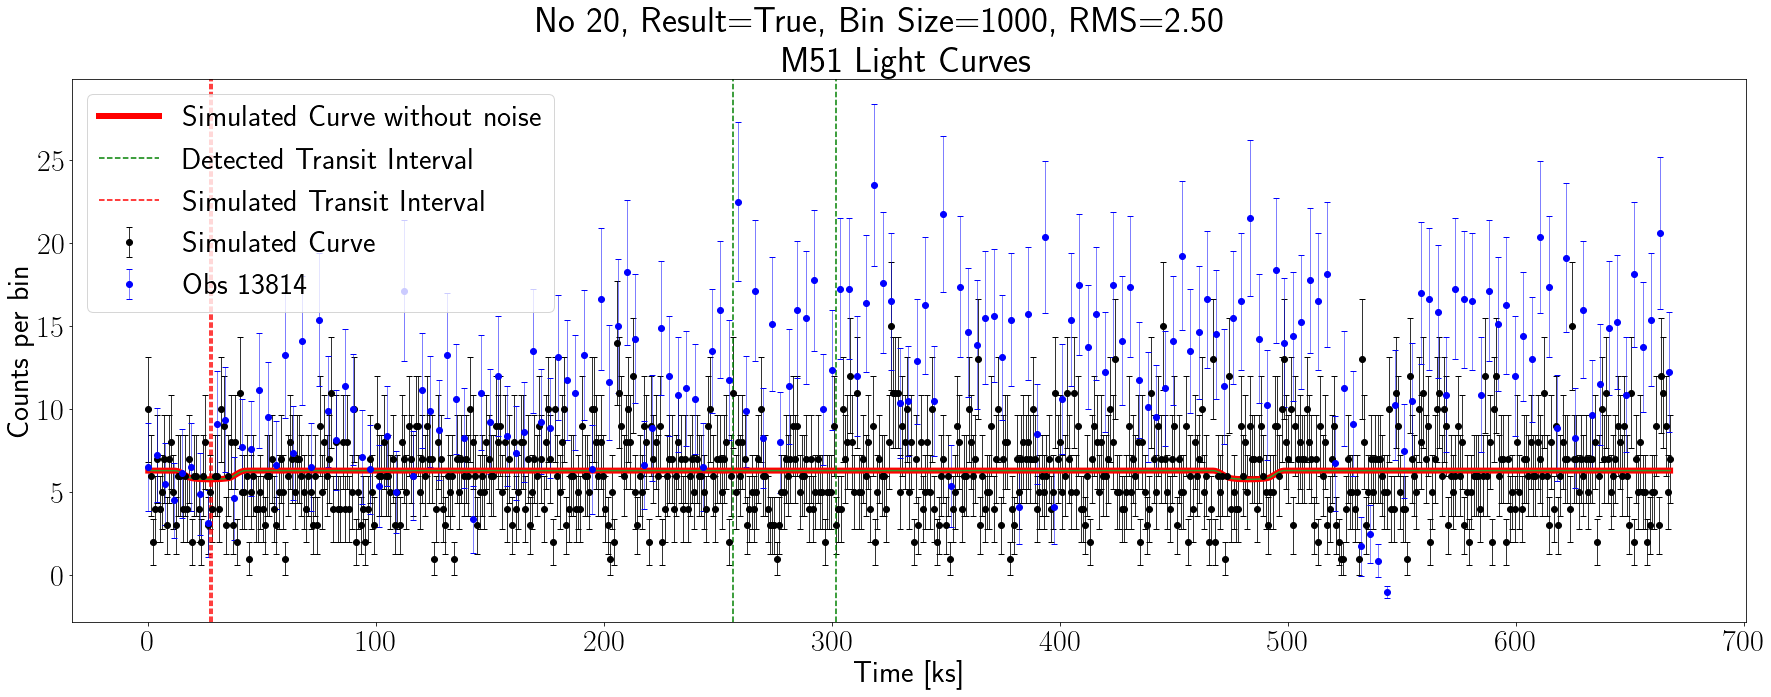 No 20, Result=True, Bin Size=1000, RMS=2.50
M51 Light Curves
Simulated Curve without noise
Detected Transit Interval
Simulated Transit Interval
Simulated Curve
Obs 13814
Counts per bin
25
20
15
10
5
0
0 100 200 300 400 500 600 700
Time [ks]